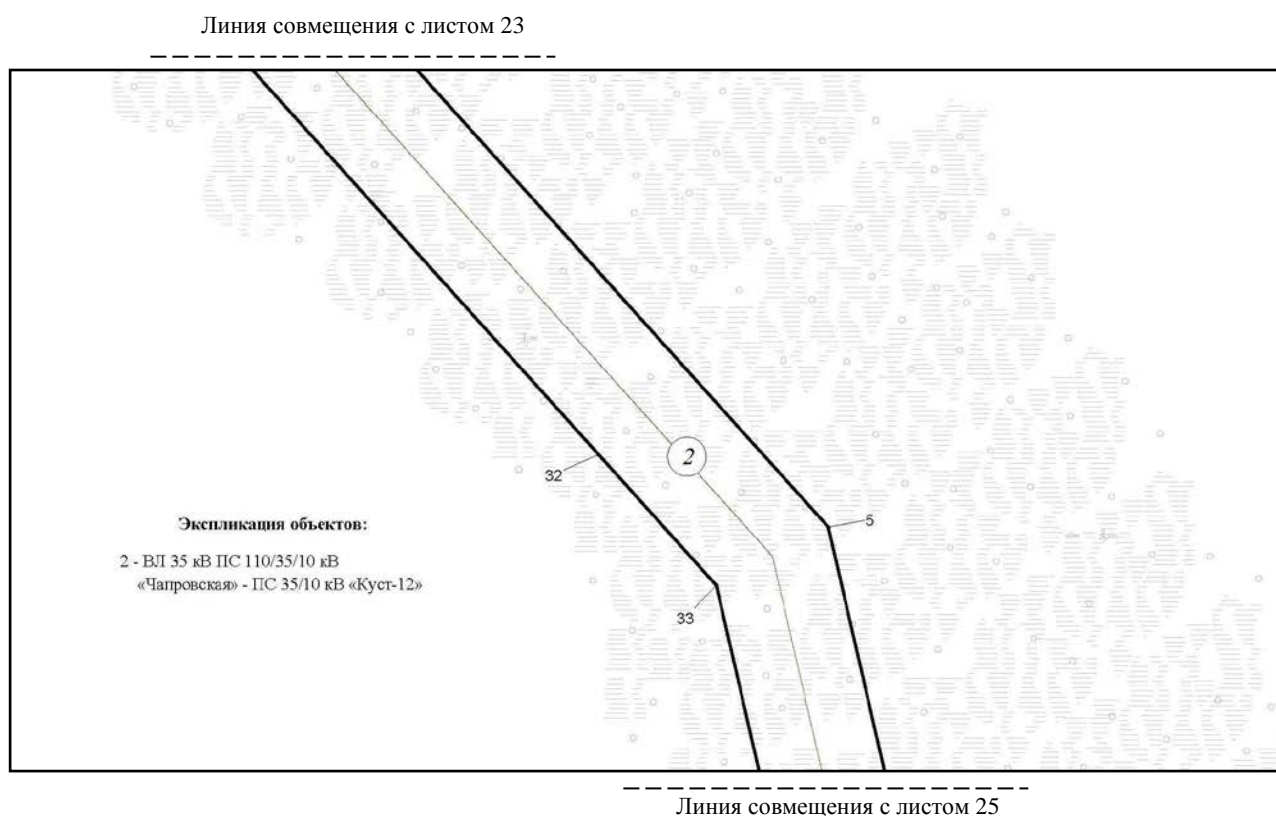 Линия совмещения с листом 23
32
2
5
Экспликация объектов:
2 - ВЛ 35 кВ ПС 110/35/10 кВ
«Чапровская» - ПС 35/10 кВ «Куст-12»
33
Линия совмещения с листом 25